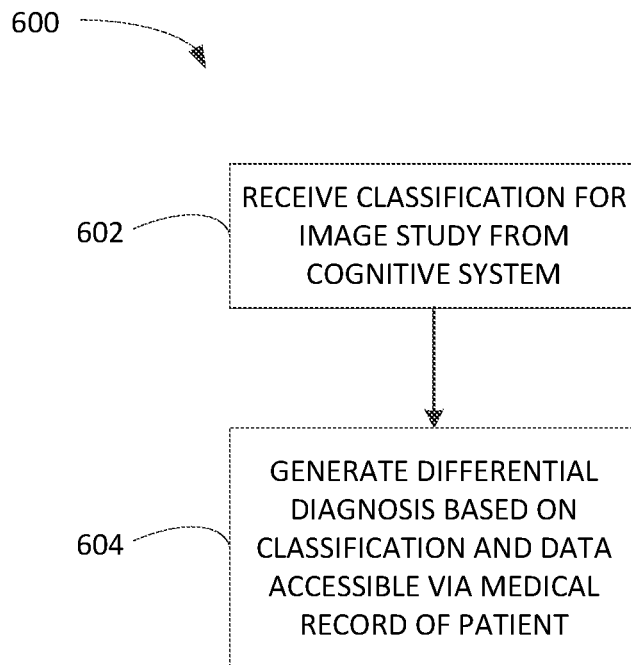 600
602
RECEIVE CLASSIFICATION FOR
IMAGE STUDY FROM
COGNITIVE SYSTEM
604
GENERATE DIFFERENTIAL
DIAGNOSIS BASED ON
CLASSIFICATION AND DATA
ACCESSIBLE VIA MEDICAL
RECORD OF PATIENT